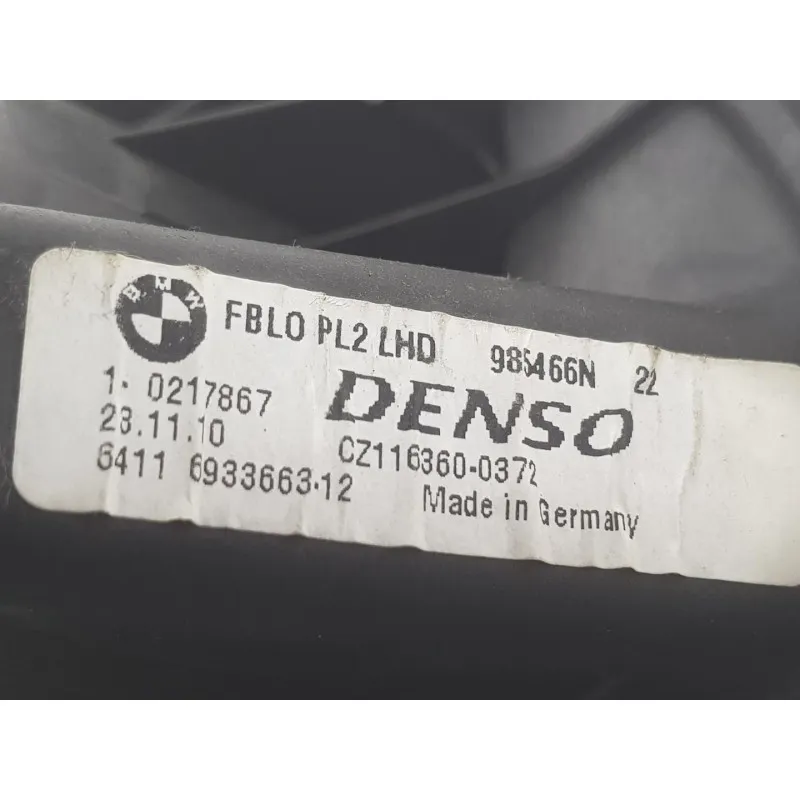 BMW FBLO PL2 LHD 985466N 22
1- 0217867 DENSO
23.11.10 CZ116360-0372
6411 6933663-12 Made in Germany